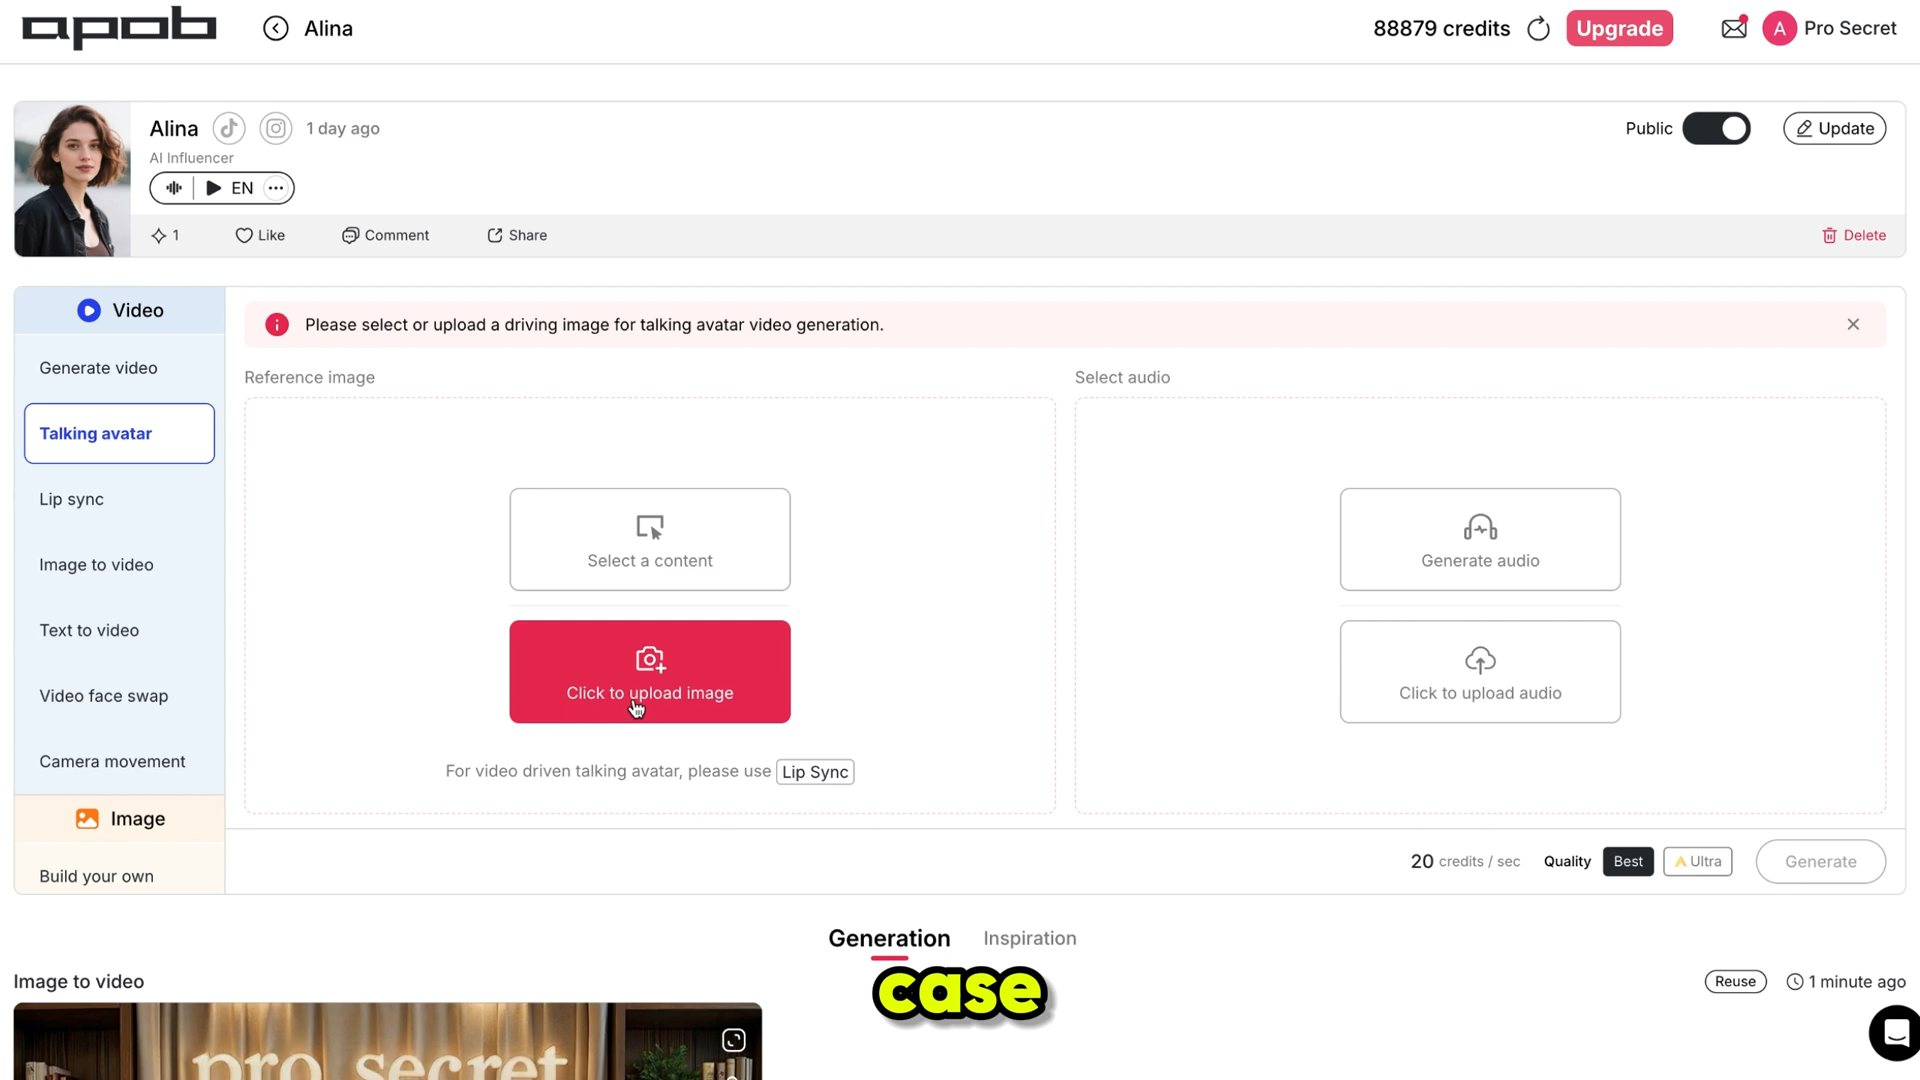 apob
Alina
88879 credits
Upgrade
A
Pro Secret
Alina
1 day ago
AI Influencer
EN
Public
Update
1
Like
Comment
Share
Delete
Video
Generate video
Talking avatar
Lip sync
Image to video
Text to video
Video face swap
Camera movement
Image
Build your own
Please select or upload a driving image for talking avatar video generation.
Reference image
Select a content
Click to upload image
For video driven talking avatar, please use Lip Sync
Select audio
Generate audio
Click to upload audio
20 credits / sec
Quality
Best
Ultra
Generate
Generation
Inspiration
case
Image to video
Reuse
1 minute ago
pro secret